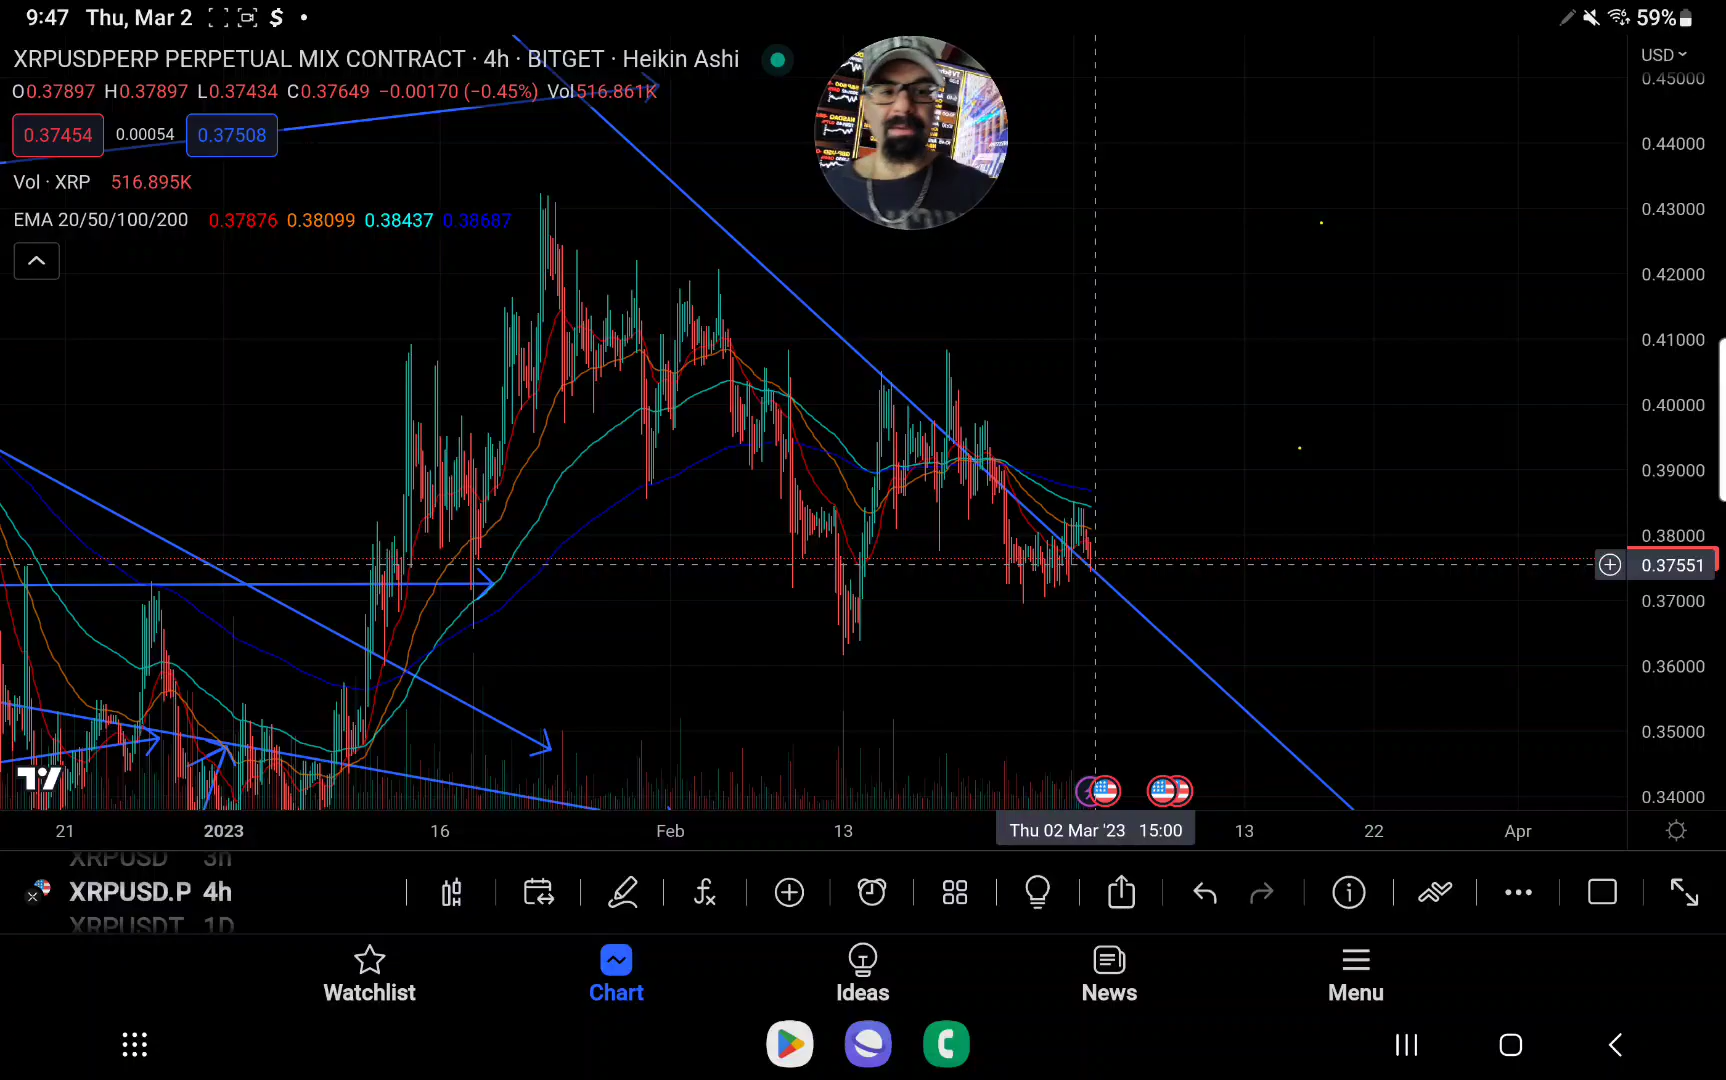 9:47 Thu, Mar 2 $ 59%
XRPUSDPERP PERPETUAL MIX CONTRACT · 4h · BITGET · Heikin Ashi
USD
O0.37897 H0.37897 L0.37434 C0.37649 −0.00170 (−0.45%) Vol516.861K
0.37454 0.00054 0.37508
Vol · XRP 516.895K
EMA 20/50/100/200 0.37876 0.38099 0.38437 0.38687
0.45000
0.44000
0.43000
0.42000
0.41000
0.40000
0.39000
0.38000
0.37551
0.37000
0.36000
0.35000
0.34000
21 2023 16 Feb 13 Thu 02 Mar '23 15:00 13 22 Apr
XRPUSD 3h
XRPUSD.P 4h
XRPUSDT 1D
Watchlist Chart Ideas News Menu